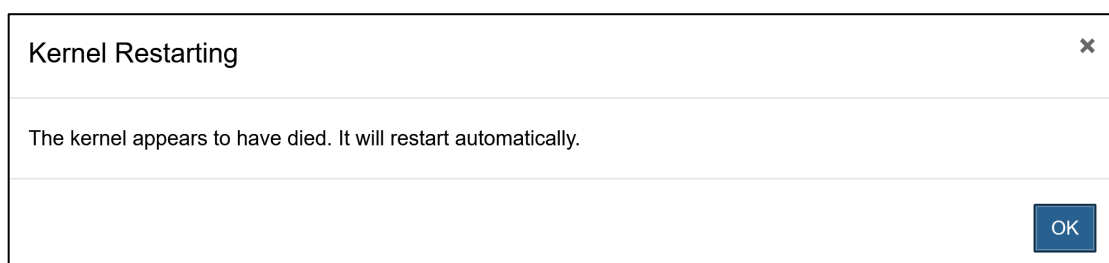 Kernel Restarting
The kernel appears to have died. It will restart automatically.
OK